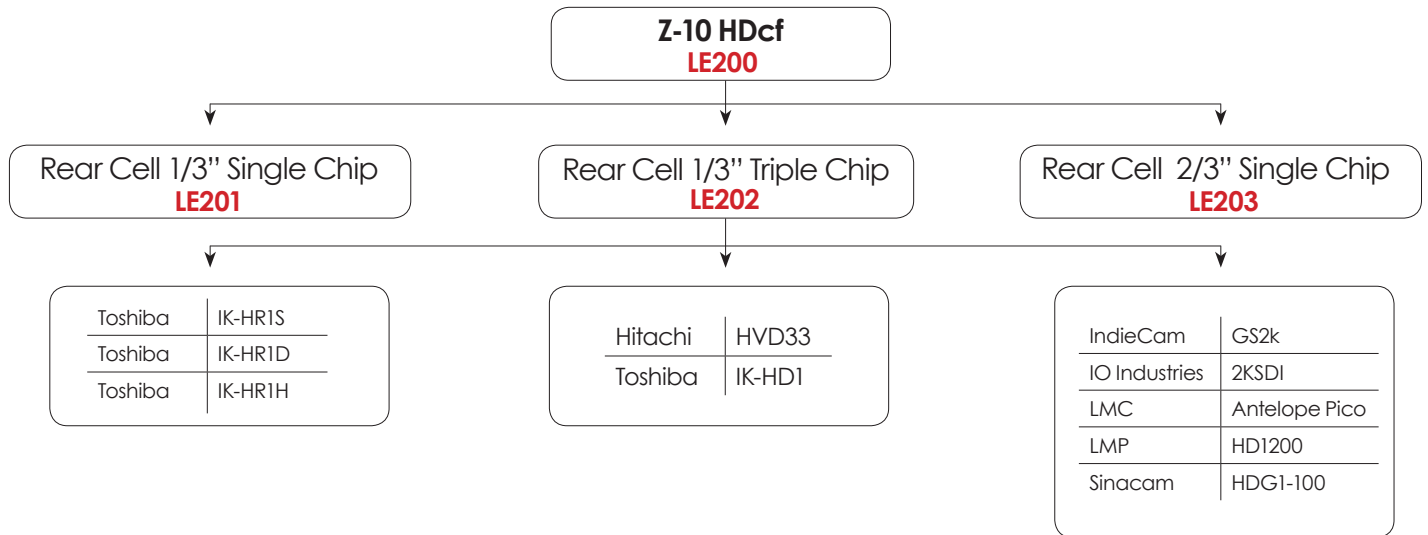 Z-10 HDcf
LE200
Rear Cell 1/3” Single Chip
LE201
Rear Cell 1/3” Triple Chip
LE202
Rear Cell 2/3” Single Chip
LE203
Toshiba IK-HR1S
Toshiba IK-HR1D
Toshiba IK-HR1H
Hitachi HVD33
Toshiba IK-HD1
IndieCam GS2k
IO Industries 2KSDI
LMC Antelope Pico
LMP HD1200
Sinacam HDG1-100